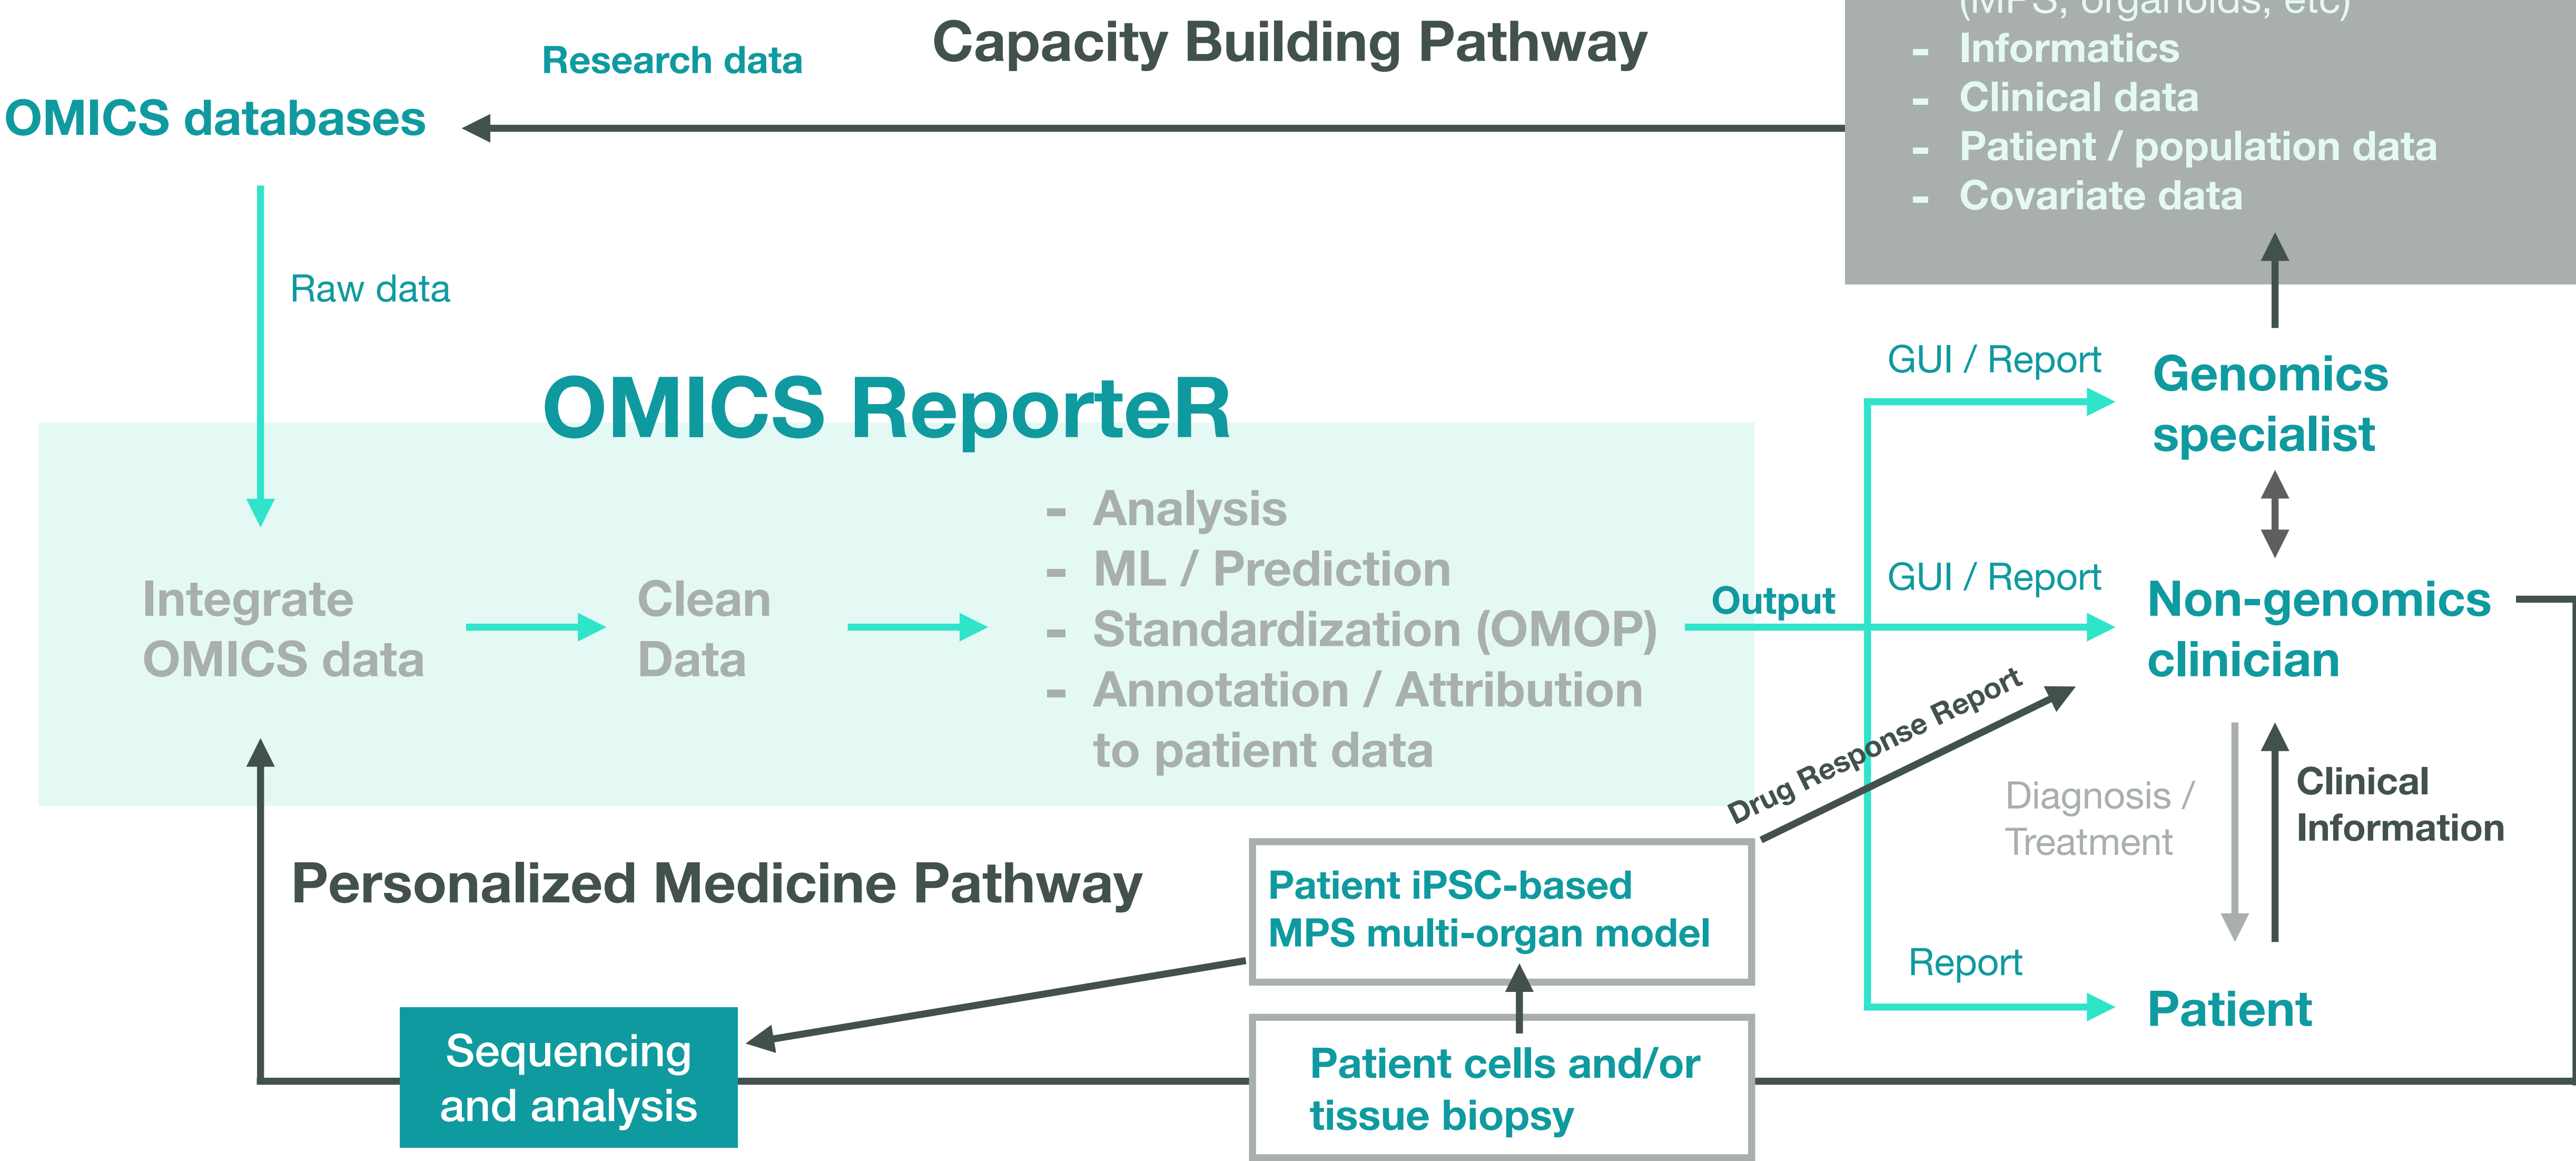 Capacity Building Pathway
Research data
OMICS databases
(MPS, organoids, etc)
- Informatics
- Clinical data
- Patient / population data
- Covariate data
Raw data
OMICS ReporteR
Integrate
OMICS data
Clean
Data
- Analysis
- ML / Prediction
- Standardization (OMOP)
- Annotation / Attribution
to patient data
Output
GUI / Report
Genomics
specialist
GUI / Report
Non-genomics
clinician
Drug Response Report
Diagnosis /
Treatment
Clinical
Information
Report
Patient
Personalized Medicine Pathway
Patient iPSC-based
MPS multi-organ model
Sequencing
and analysis
Patient cells and/or
tissue biopsy